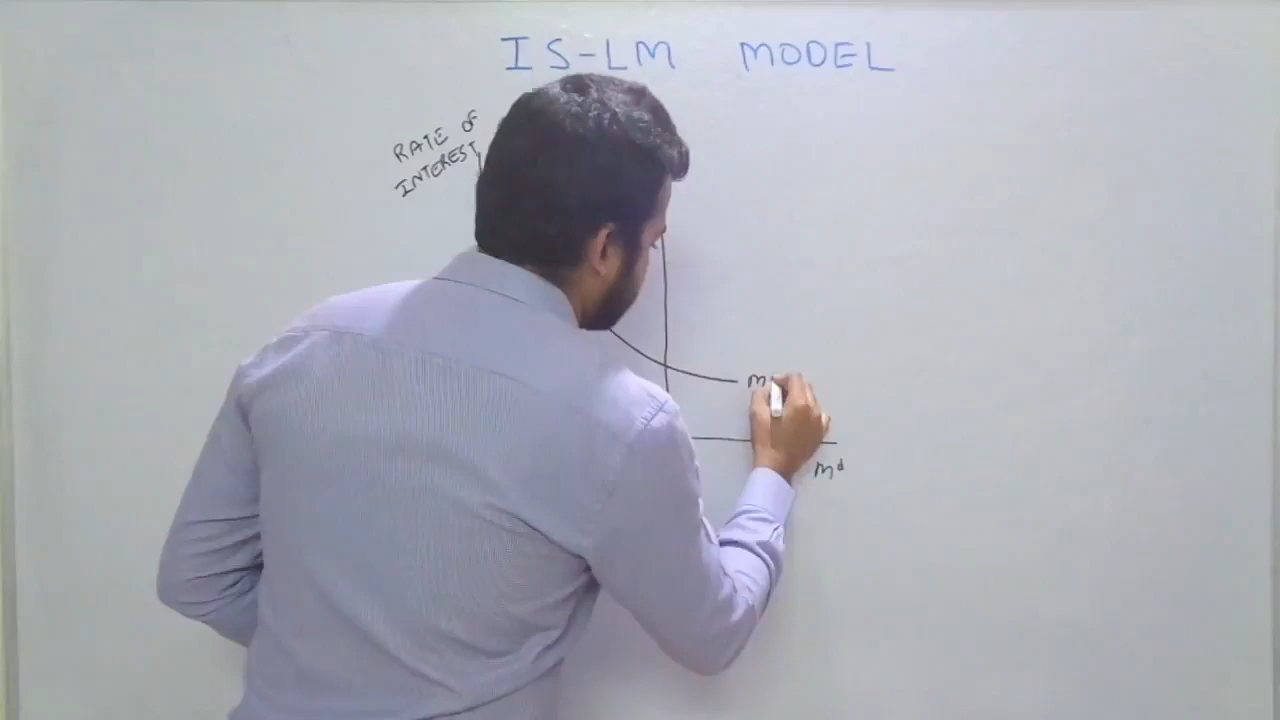 IS-LM MODEL
RATE OF
INTEREST
m
mᵈ